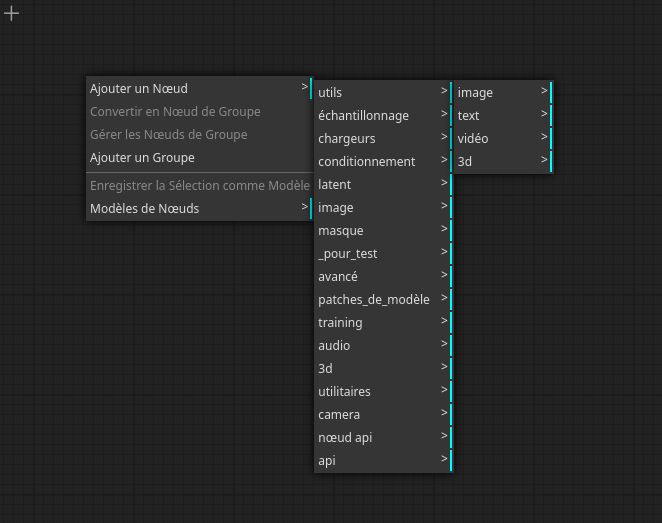 Ajouter un Nœud >
Convertir en Nœud de Groupe
Gérer les Nœuds de Groupe
Ajouter un Groupe
Enregistrer la Sélection comme Modèle
Modèles de Nœuds >
utils >
échantillonnage >
chargeurs >
conditionnement >
latent >
image >
masque >
_pour_test >
avancé >
patches_de_modèle >
training >
audio >
3d >
utilitaires >
camera >
nœud api >
api >
image >
text >
vidéo >
3d >